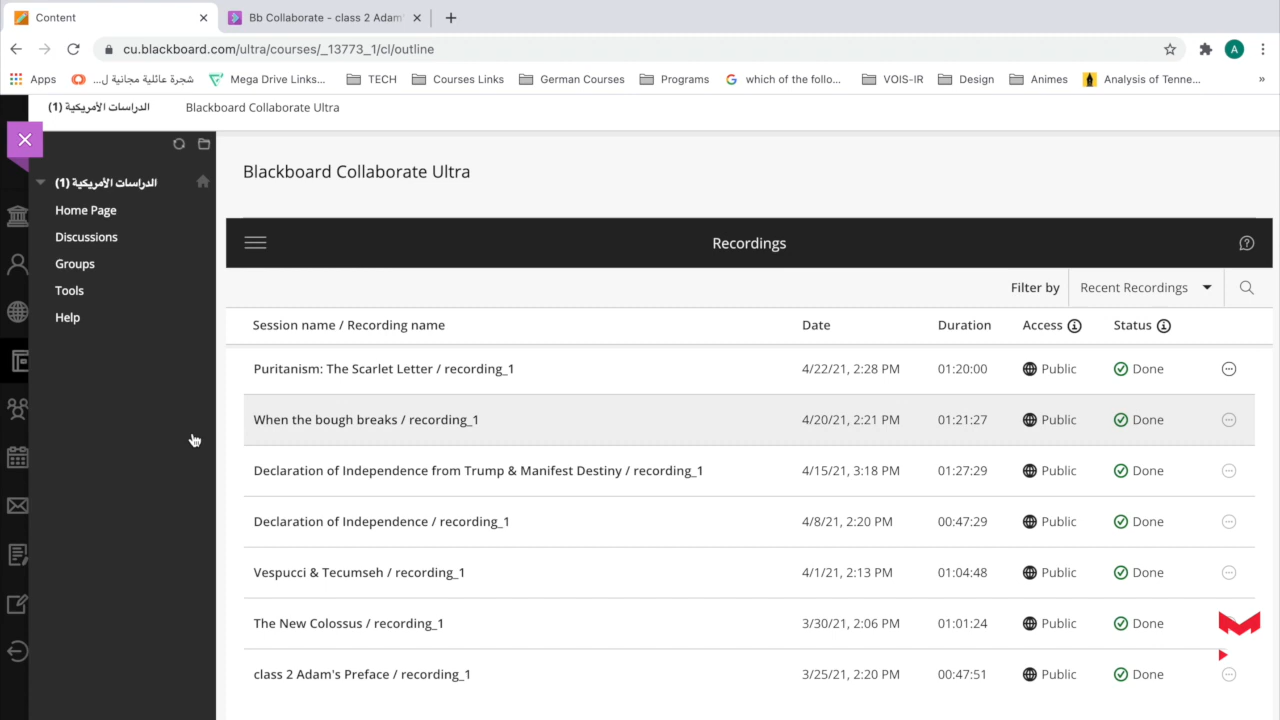 Content
Bb Collaborate - class 2 Adam'
cu.blackboard.com/ultra/courses/_13773_1/cl/outline
A
Apps
شجرة عائلية مجانية ل...
Mega Drive Links...
TECH
Courses Links
German Courses
Programs
which of the follo...
VOIS-IR
Design
Animes
Analysis of Tenne...
»
الدراسات الأمريكية (1)
Blackboard Collaborate Ultra
الدراسات الأمريكية (1)
Home Page
Discussions
Groups
Tools
Help
Blackboard Collaborate Ultra
Recordings
Filter by Recent Recordings
Session name / Recording name Date Duration Access Status
Puritanism: The Scarlet Letter / recording_1 4/22/21, 2:28 PM 01:20:00 Public Done
When the bough breaks / recording_1 4/20/21, 2:21 PM 01:21:27 Public Done
Declaration of Independence from Trump & Manifest Destiny / recording_1 4/15/21, 3:18 PM 01:27:29 Public Done
Declaration of Independence / recording_1 4/8/21, 2:20 PM 00:47:29 Public Done
Vespucci & Tecumseh / recording_1 4/1/21, 2:13 PM 01:04:48 Public Done
The New Colossus / recording_1 3/30/21, 2:06 PM 01:01:24 Public Done
class 2 Adam's Preface / recording_1 3/25/21, 2:20 PM 00:47:51 Public Done